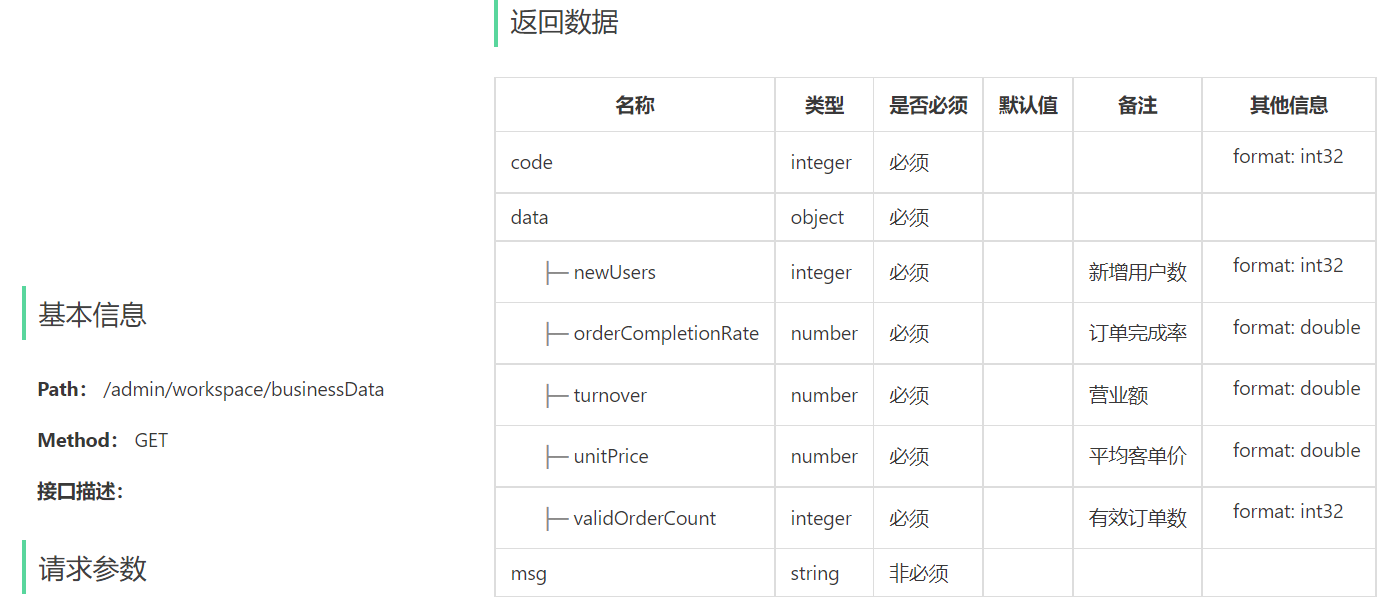 基本信息
Path： /admin/workspace/businessData
Method： GET
接口描述：
请求参数
返回数据
名称 类型 是否必须 默认值 备注 其他信息
code integer 必须 format: int32
data object 必须
├─ newUsers integer 必须 新增用户数 format: int32
├─ orderCompletionRate number 必须 订单完成率 format: double
├─ turnover number 必须 营业额 format: double
├─ unitPrice number 必须 平均客单价 format: double
├─ validOrderCount integer 必须 有效订单数 format: int32
msg string 非必须